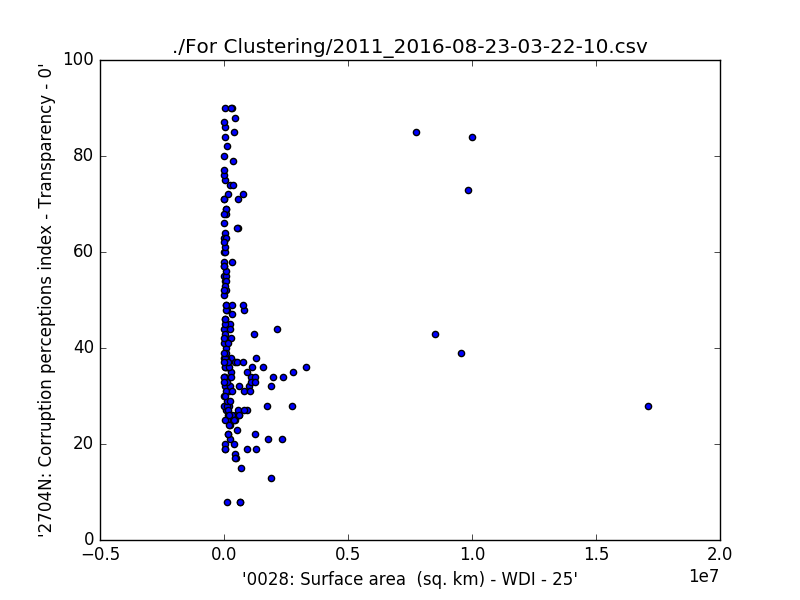 ./For Clustering/2011_2016-08-23-03-22-10.csv
100
80
60
40
20
0
'2704N: Corruption perceptions index - Transparency - 0'
−0.5 0.0 0.5 1.0 1.5 2.0
1e7
'0028: Surface area  (sq. km) - WDI - 25'